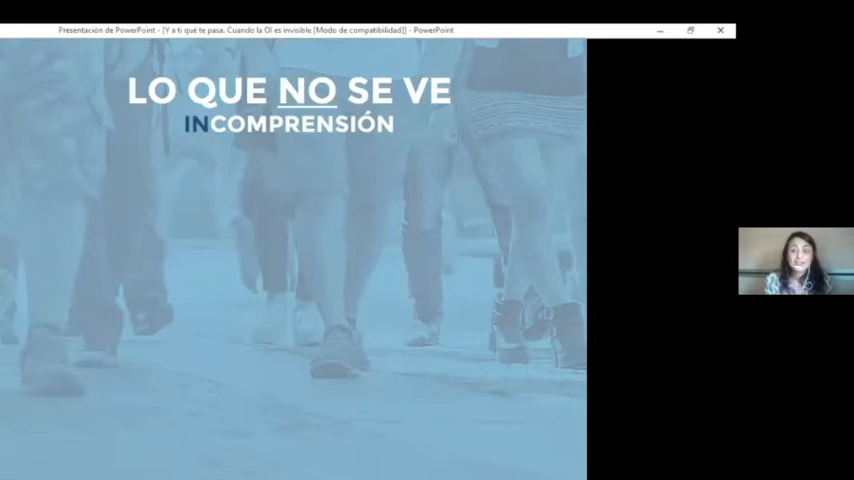 Presentación de PowerPoint - [Y a ti qué te pasa. Cuando la OI es invisible [Modo de compatibilidad]] - PowerPoint
LO QUE NO SE VE
INCOMPRENSIÓN